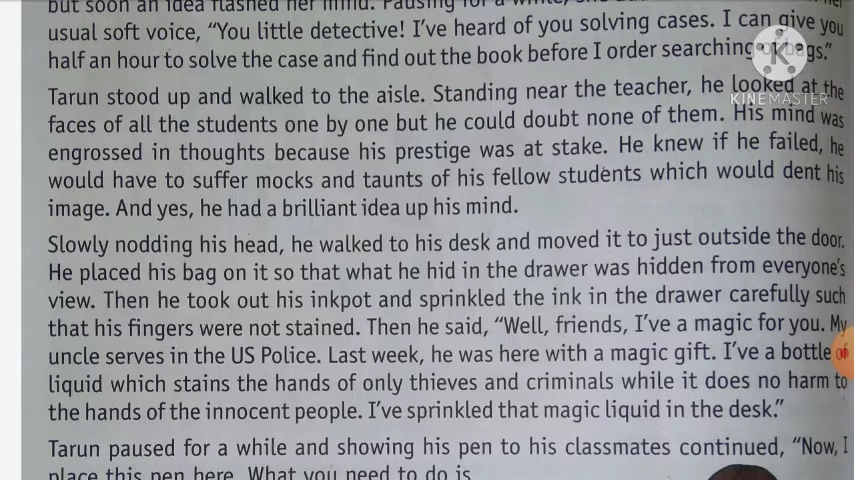 but soon an idea flashed her mind. Pausing for a while, she
usual soft voice, “You little detective! I’ve heard of you solving cases. I can give you
half an hour to solve the case and find out the book before I order searching of bags.”
KINEMASTER
Tarun stood up and walked to the aisle. Standing near the teacher, he looked at the
faces of all the students one by one but he could doubt none of them. His mind was
engrossed in thoughts because his prestige was at stake. He knew if he failed, he
would have to suffer mocks and taunts of his fellow students which would dent his
image. And yes, he had a brilliant idea up his mind.
Slowly nodding his head, he walked to his desk and moved it to just outside the door.
He placed his bag on it so that what he hid in the drawer was hidden from everyone’s
view. Then he took out his inkpot and sprinkled the ink in the drawer carefully such
that his fingers were not stained. Then he said, “Well, friends, I’ve a magic for you. My
uncle serves in the US Police. Last week, he was here with a magic gift. I’ve a bottle of
liquid which stains the hands of only thieves and criminals while it does no harm to
the hands of the innocent people. I’ve sprinkled that magic liquid in the desk.”
Tarun paused for a while and showing his pen to his classmates continued, “Now, I
place this pen here. What you need to do is